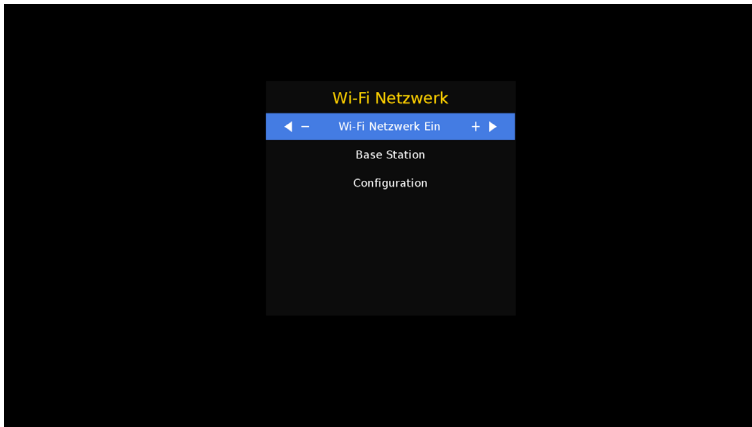 Wi-Fi Netzwerk
− Wi-Fi Netzwerk Ein +
Base Station
Configuration